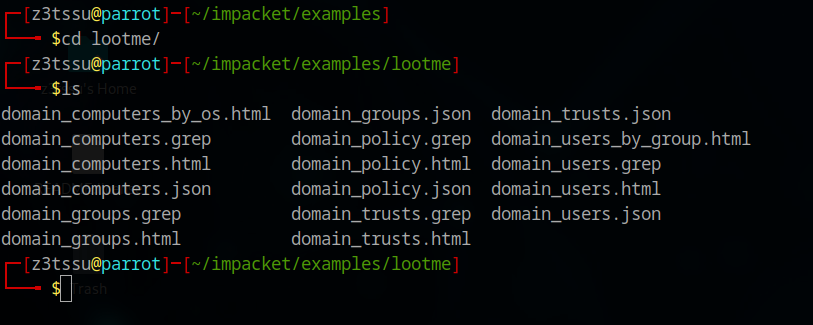 [z3tssu@parrot]─[~/impacket/examples]
$cd lootme/
[z3tssu@parrot]─[~/impacket/examples/lootme]
$ls
domain_computers_by_os.html domain_groups.json domain_trusts.json
domain_computers.grep domain_policy.grep domain_users_by_group.html
domain_computers.html domain_policy.html domain_users.grep
domain_computers.json domain_policy.json domain_users.html
domain_groups.grep domain_trusts.grep domain_users.json
domain_groups.html domain_trusts.html
[z3tssu@parrot]─[~/impacket/examples/lootme]
$
's Home
Trash